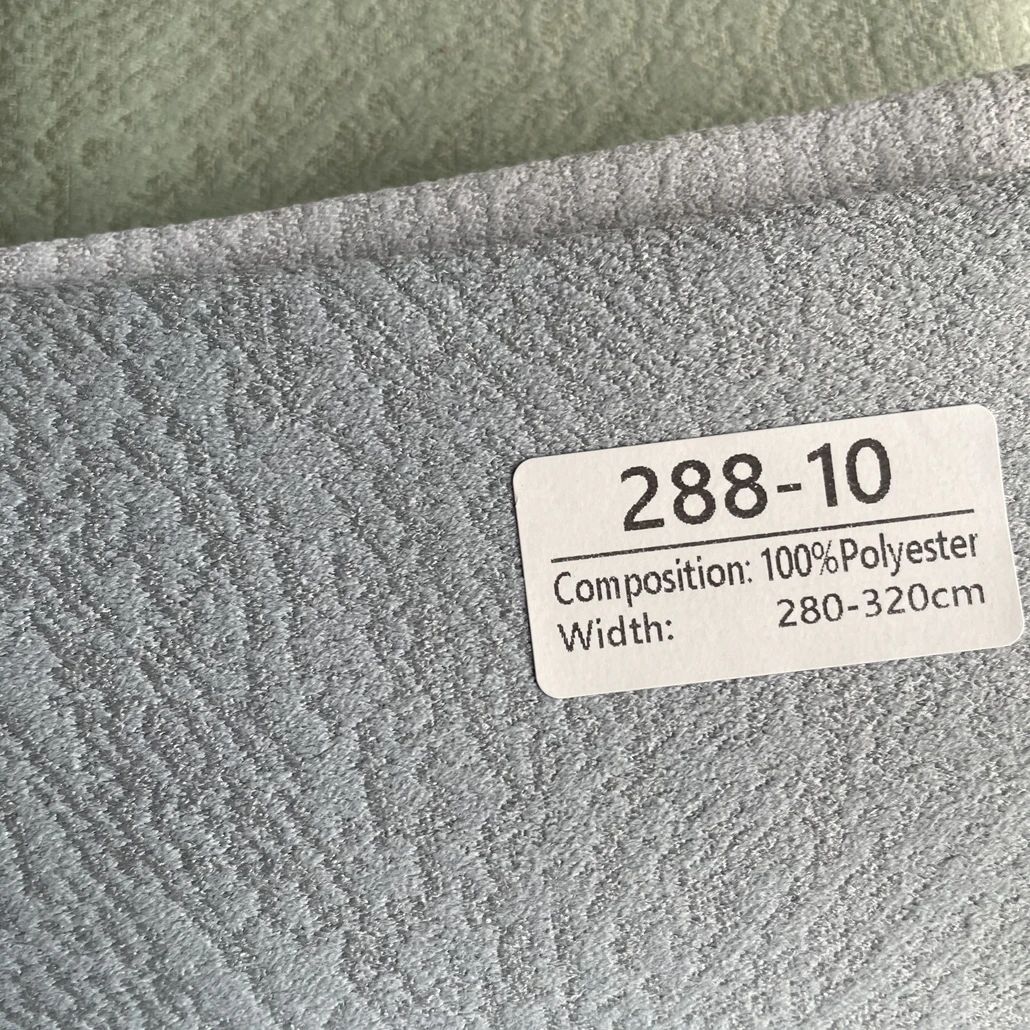 288-10
Composition: 100%Polyester
Width: 280-320cm